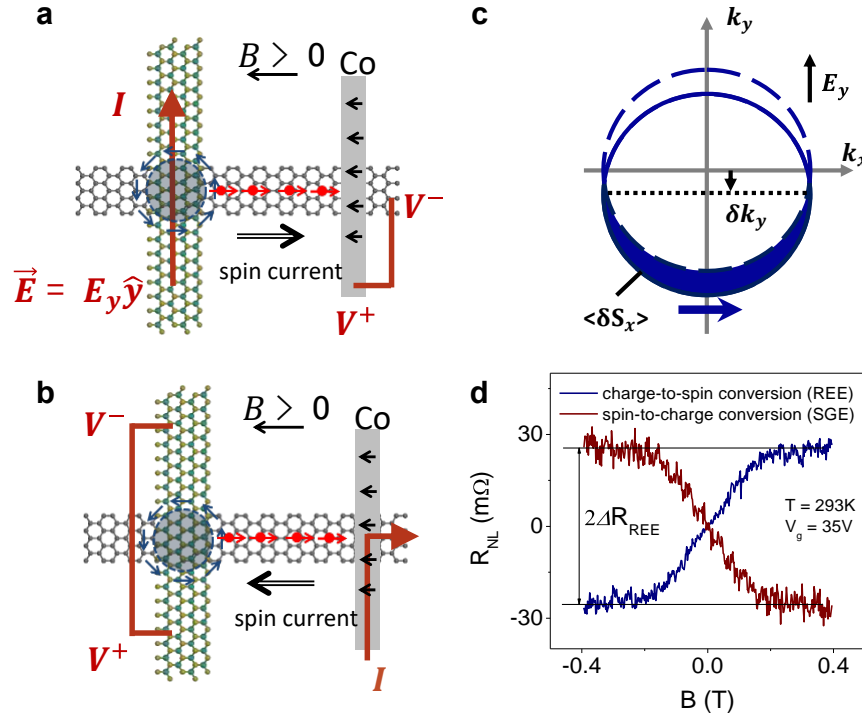 a
B > 0
Co
I
V⁻
spin current
E⃗ = E_y ŷ
V⁺
b
V⁻
B > 0
Co
spin current
V⁺
I
c
k_y
E_y
k_x
δk_y
<δS_x>
d
charge-to-spin conversion (REE)
spin-to-charge conversion (SGE)
R_NL (mΩ)
30
0
-30
2ΔR_REE
T = 293K
V_g = 35V
-0.4
0.0
0.4
B (T)